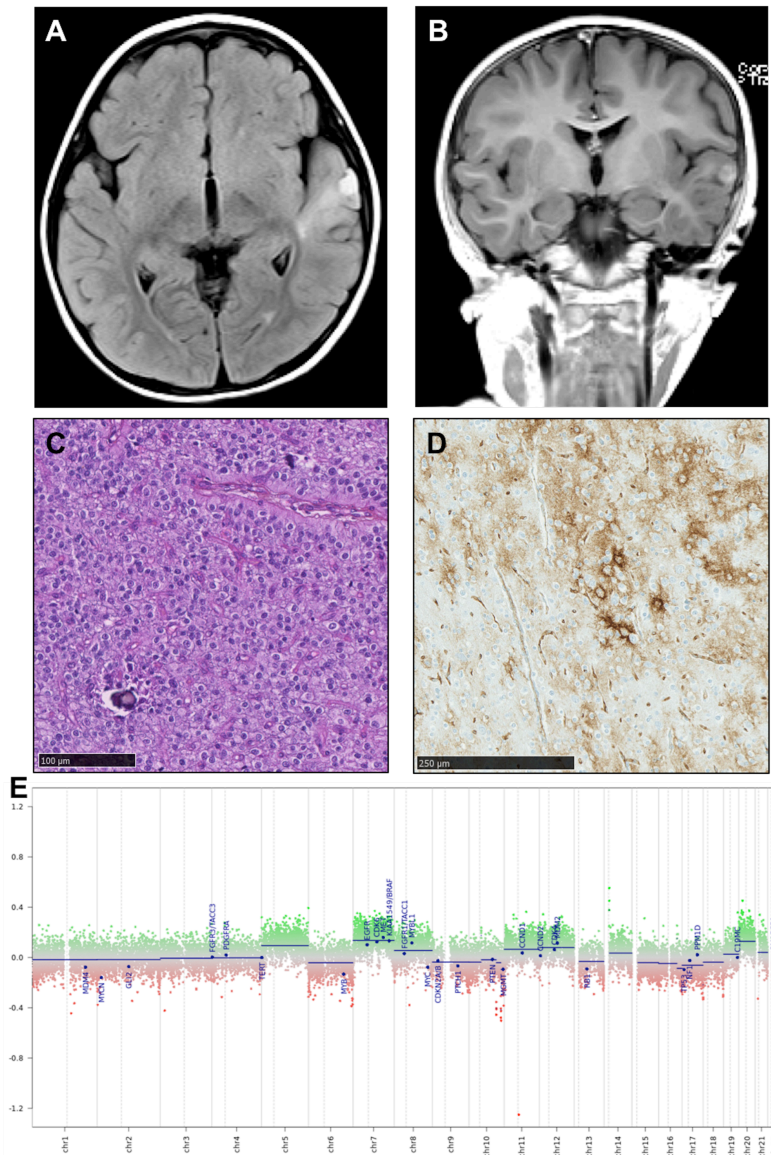 A
B
C
100 µm
D
250 µm
E
1.2
0.8
0.4
0.0
-0.4
-0.8
-1.2
MDM4
MYCN
GLI2
FGFR3/TACC3
PDGFRA
TERT
MYB
EGFR
CDK6
MET
KIAA1549/BRAF
FGFR1/TACC1
MYBL1
MYC
CDKN2A/B
PTCH1
PTEN
MGMT
CCND1
CCND2
RB1
TP53
NF1
PPM1D
C19MC
chr1
chr2
chr3
chr4
chr5
chr6
chr7
chr8
chr9
chr10
chr11
chr12
chr13
chr14
chr15
chr16
chr17
chr18
chr19
chr20
chr21